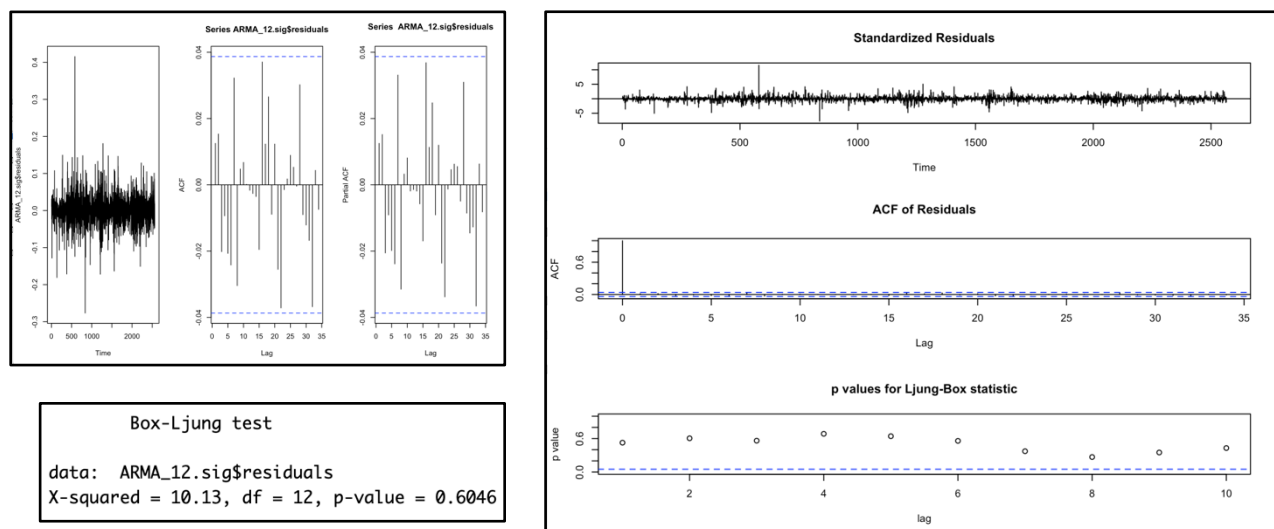 Series ARMA_12.sig$residuals
Series ARMA_12.sig$residuals
ARMA_12.sig$residuals
0.4
0.3
0.2
0.1
0.0
-0.1
-0.2
-0.3
0 500 1000 2000
Time
ACF
0.04
0.02
0.00
-0.02
-0.04
0 5 10 15 20 25 30 35
Lag
Partial ACF
0.04
0.02
0.00
-0.02
-0.04
0 5 10 15 20 25 30 35
Lag
Box-Ljung test
data: ARMA_12.sig$residuals
X-squared = 10.13, df = 12, p-value = 0.6046
Standardized Residuals
5
-5
0 500 1000 1500 2000 2500
Time
ACF of Residuals
ACF
0.6
0.0
0 5 10 15 20 25 30 35
Lag
p values for Ljung-Box statistic
p value
0.6
0.0
2 4 6 8 10
lag